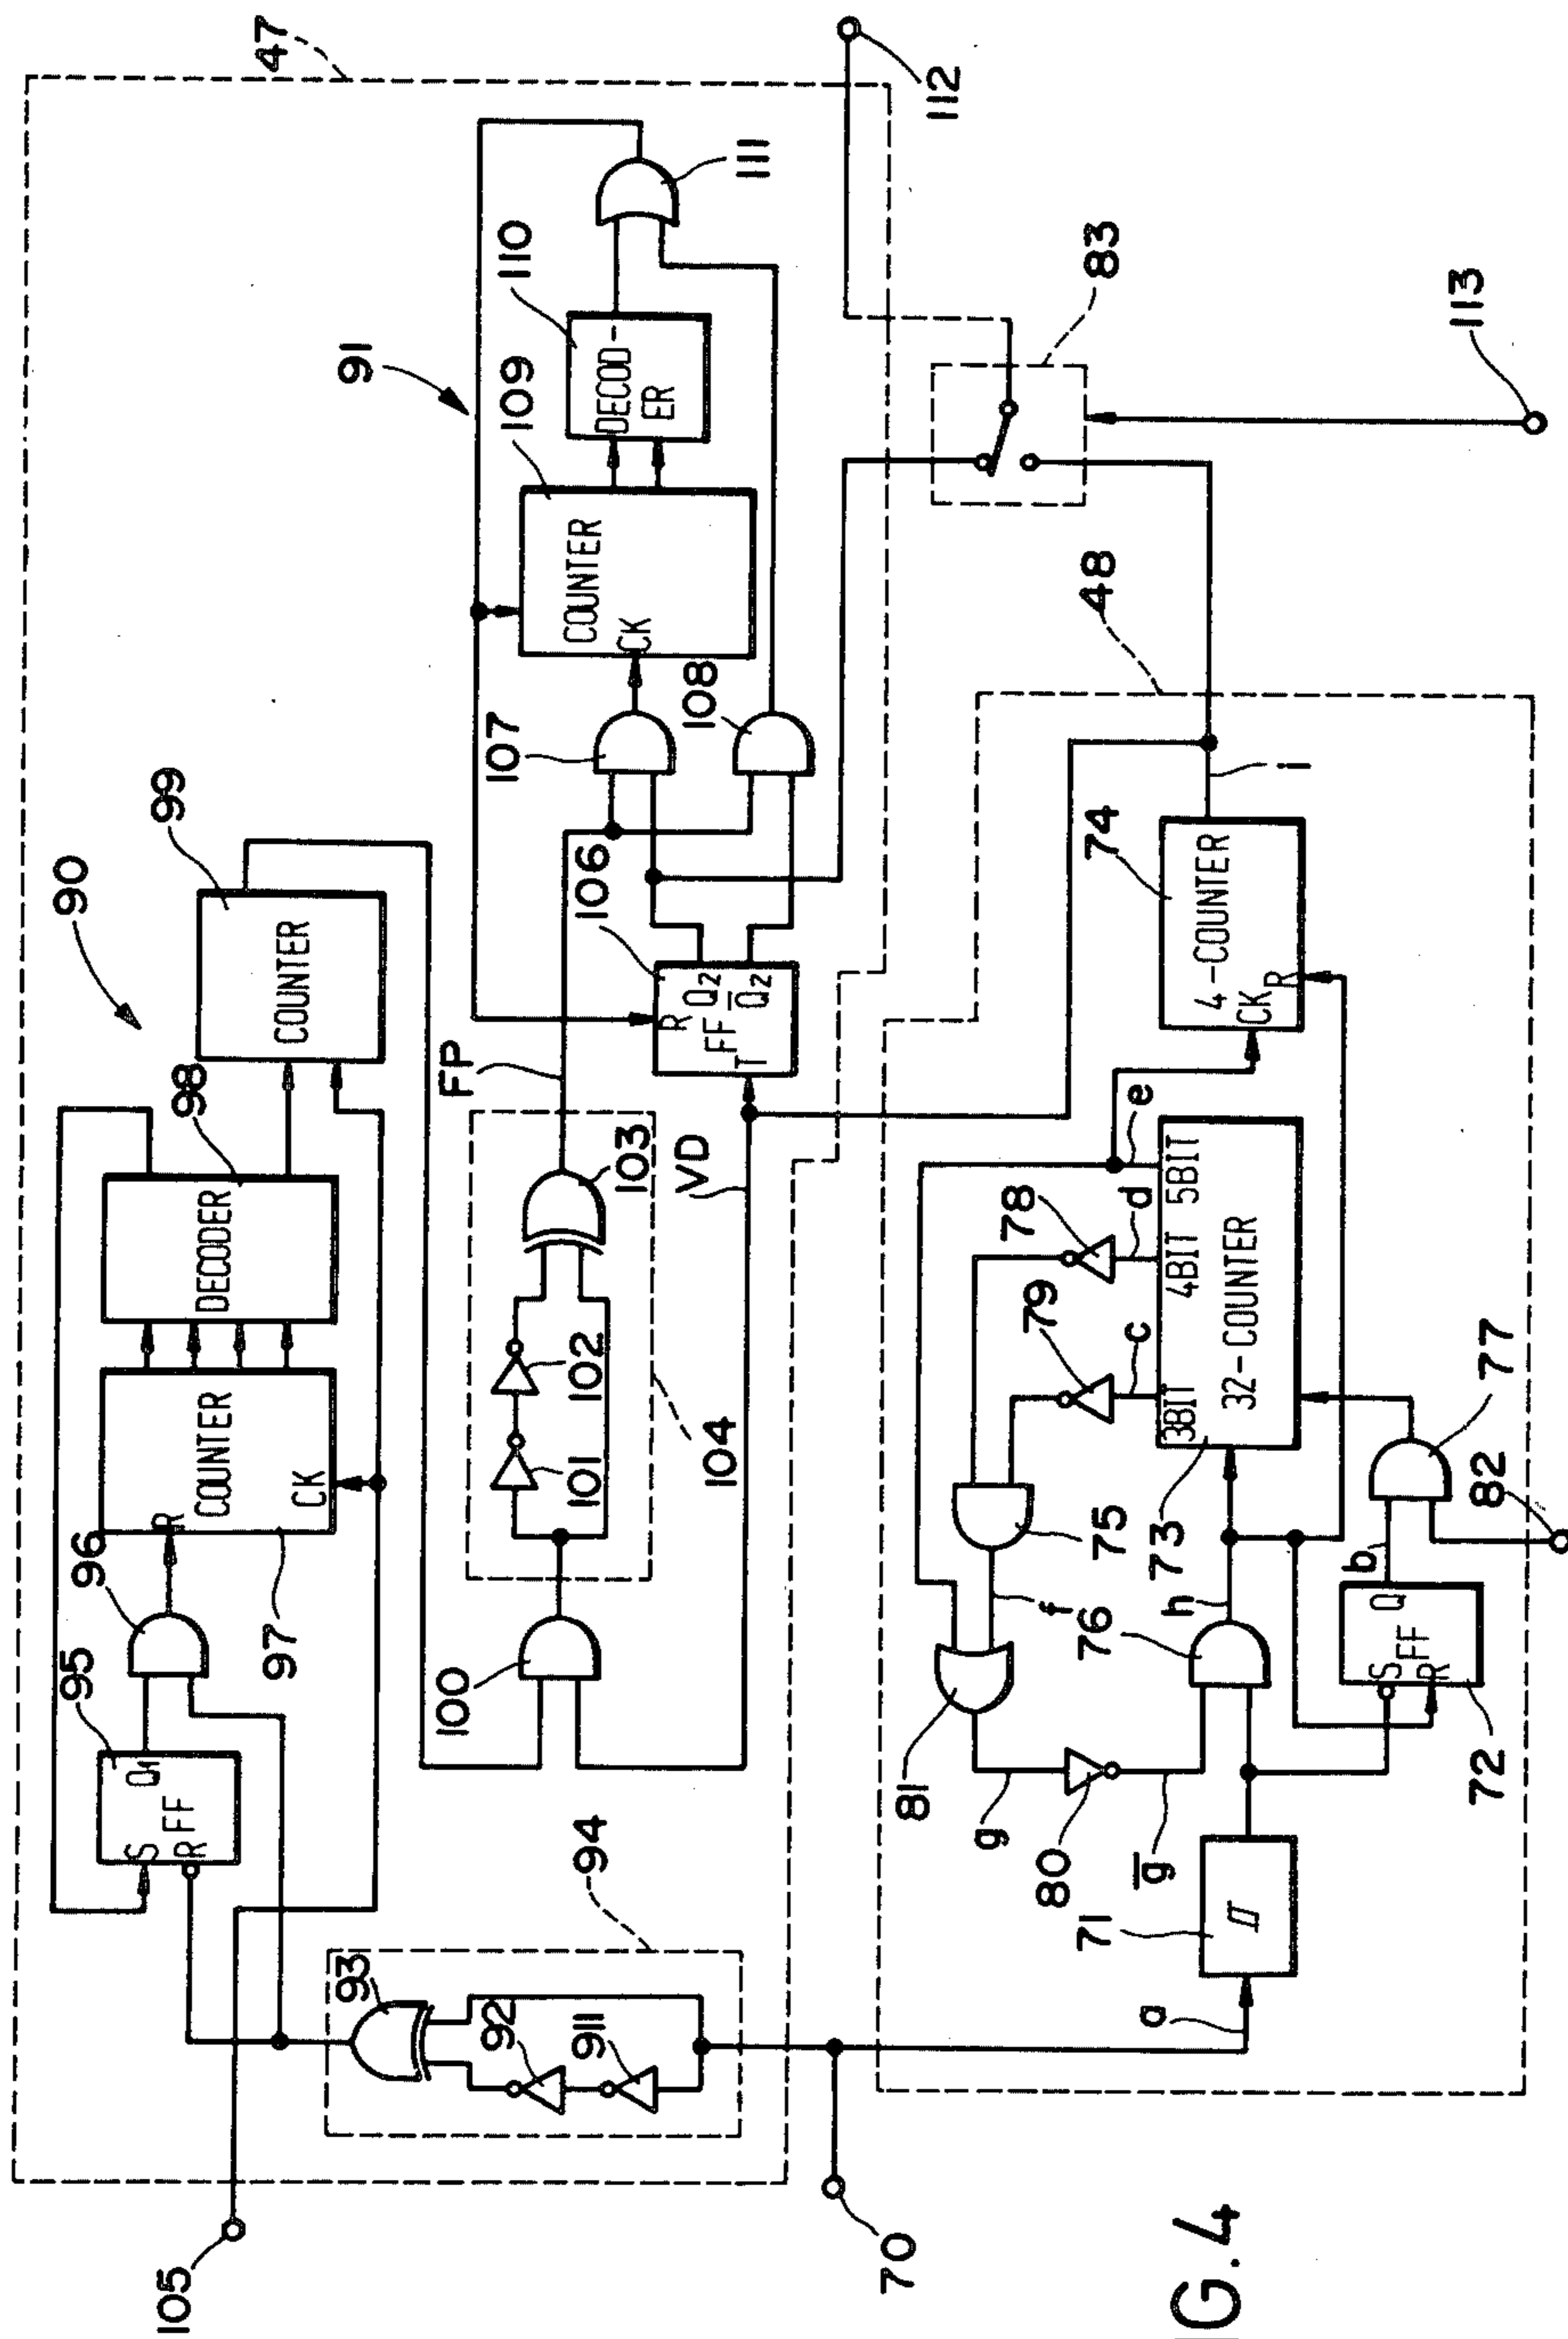 47
112
90
99
COUNTER
98
DECODER
96
R
COUNTER
CK
97
95
Q1
S
FF
R
105
91
111
110
DECOD-
ER
109
COUNTER
CK
107
108
106
R Q2
FF
T Q̅2
FP
VD
103
102
101
104
100
94
93
92
911
70
83
113
48
i
74
4-COUNTER
CK
R
e
d
c
78
79
3BIT
4BIT
5BIT
32-COUNTER
73
75
f
76
h
81
g
80
g̅
71
a
b
77
82
S Q
FF
R
72
G. 4